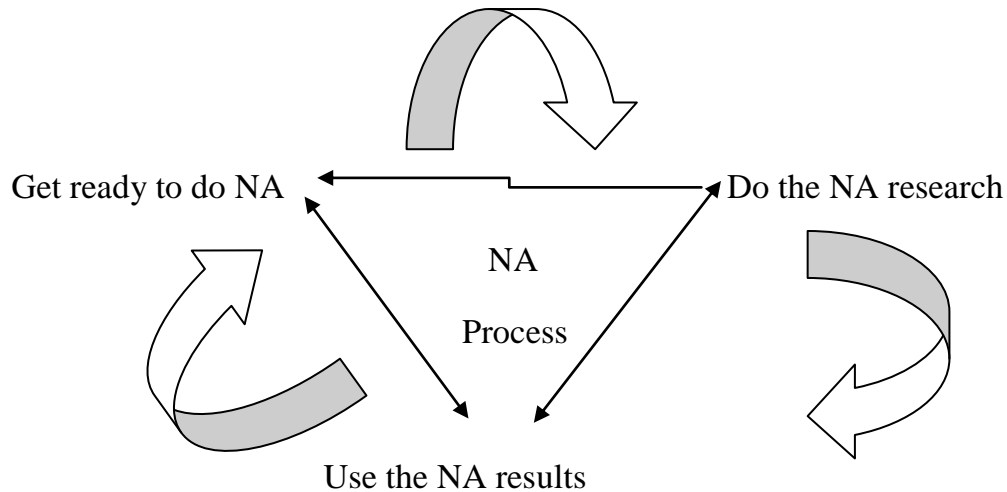 Get ready to do NA
Do the NA research
NA
Process
Use the NA results